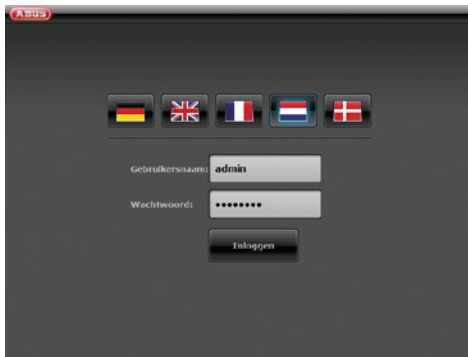 ABUS
Gebruikersnaam: admin
Wachtwoord: ••••••••
Inloggen